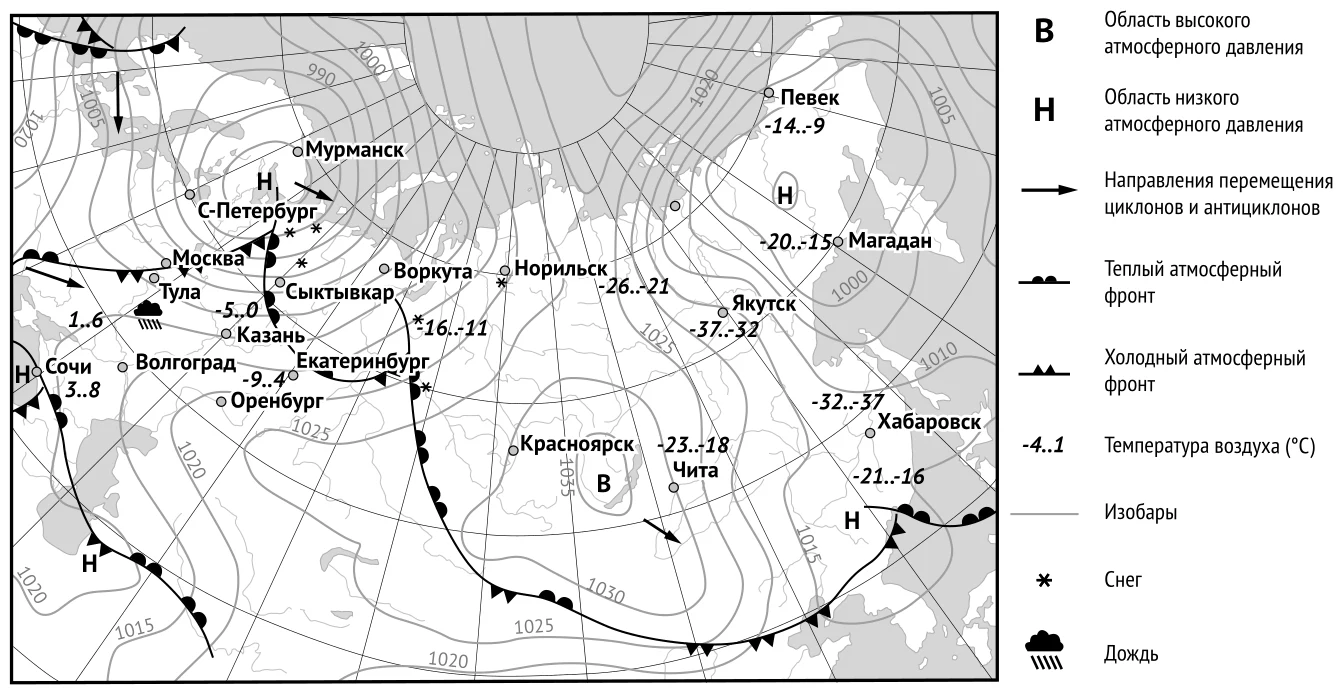 990
1000
1020
1005
1020
1005
Певек
-14..-9
Мурманск
Н
Н
С-Петербург
-20..-15
Магадан
Москва
Воркута
Норильск
Тула
Сыктывкар
-26..-21
1000
1..6
-5..0
-16..-11
Якутск
-37..-32
Казань
1025
1010
Н
Сочи
Волгоград
Екатеринбург
3..8
-9..4
Оренбург
-32..-37
Хабаровск
1025
1020
Красноярск
-23..-18
Чита
1035
В
-21..-16
Н
1015
Н
1020
1030
1015
1025
1020
В
Область высокого
атмосферного давления
Н
Область низкого
атмосферного давления
Направления перемещения
циклонов и антициклонов
Теплый атмосферный
фронт
Холодный атмосферный
фронт
-4..1
Температура воздуха (°С)
Изобары
Снег
Дождь